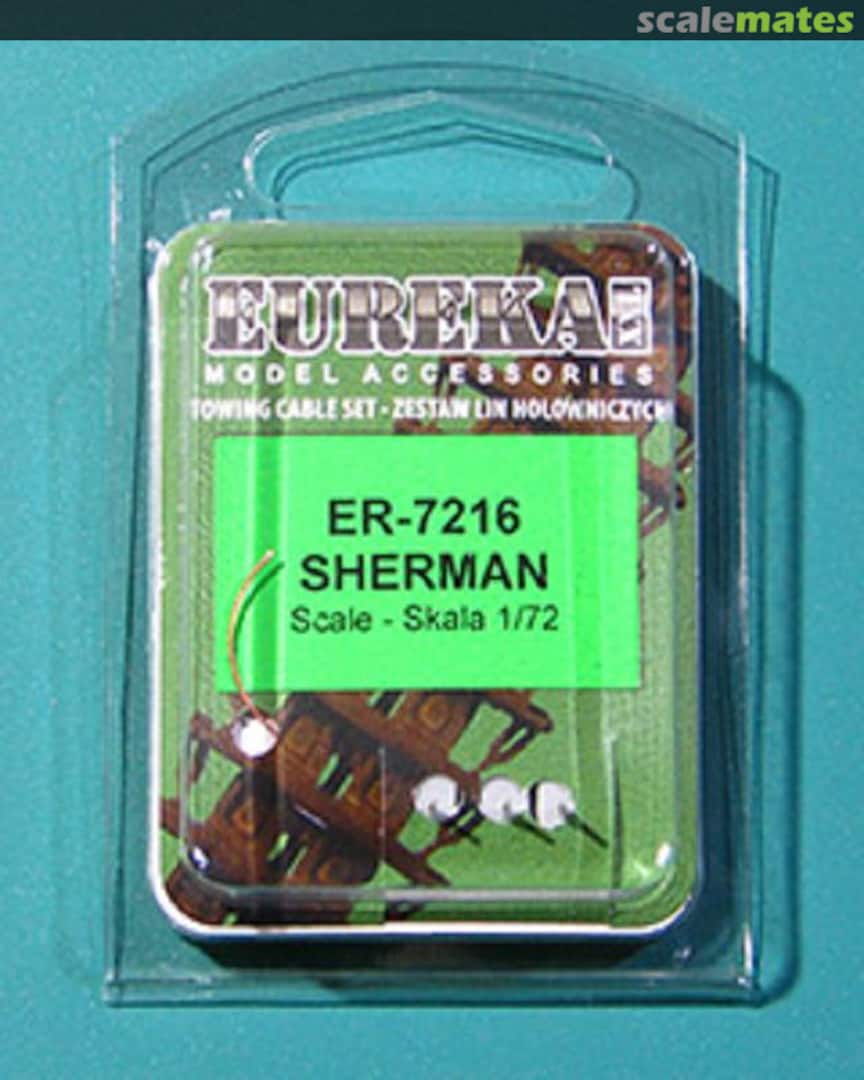 scalemates
EUREKA XXL
MODEL ACCESSORIES
TOWING CABLE SET - ZESTAW LIN HOLOWNICZYCH
ER-7216
SHERMAN
Scale - Skala 1/72